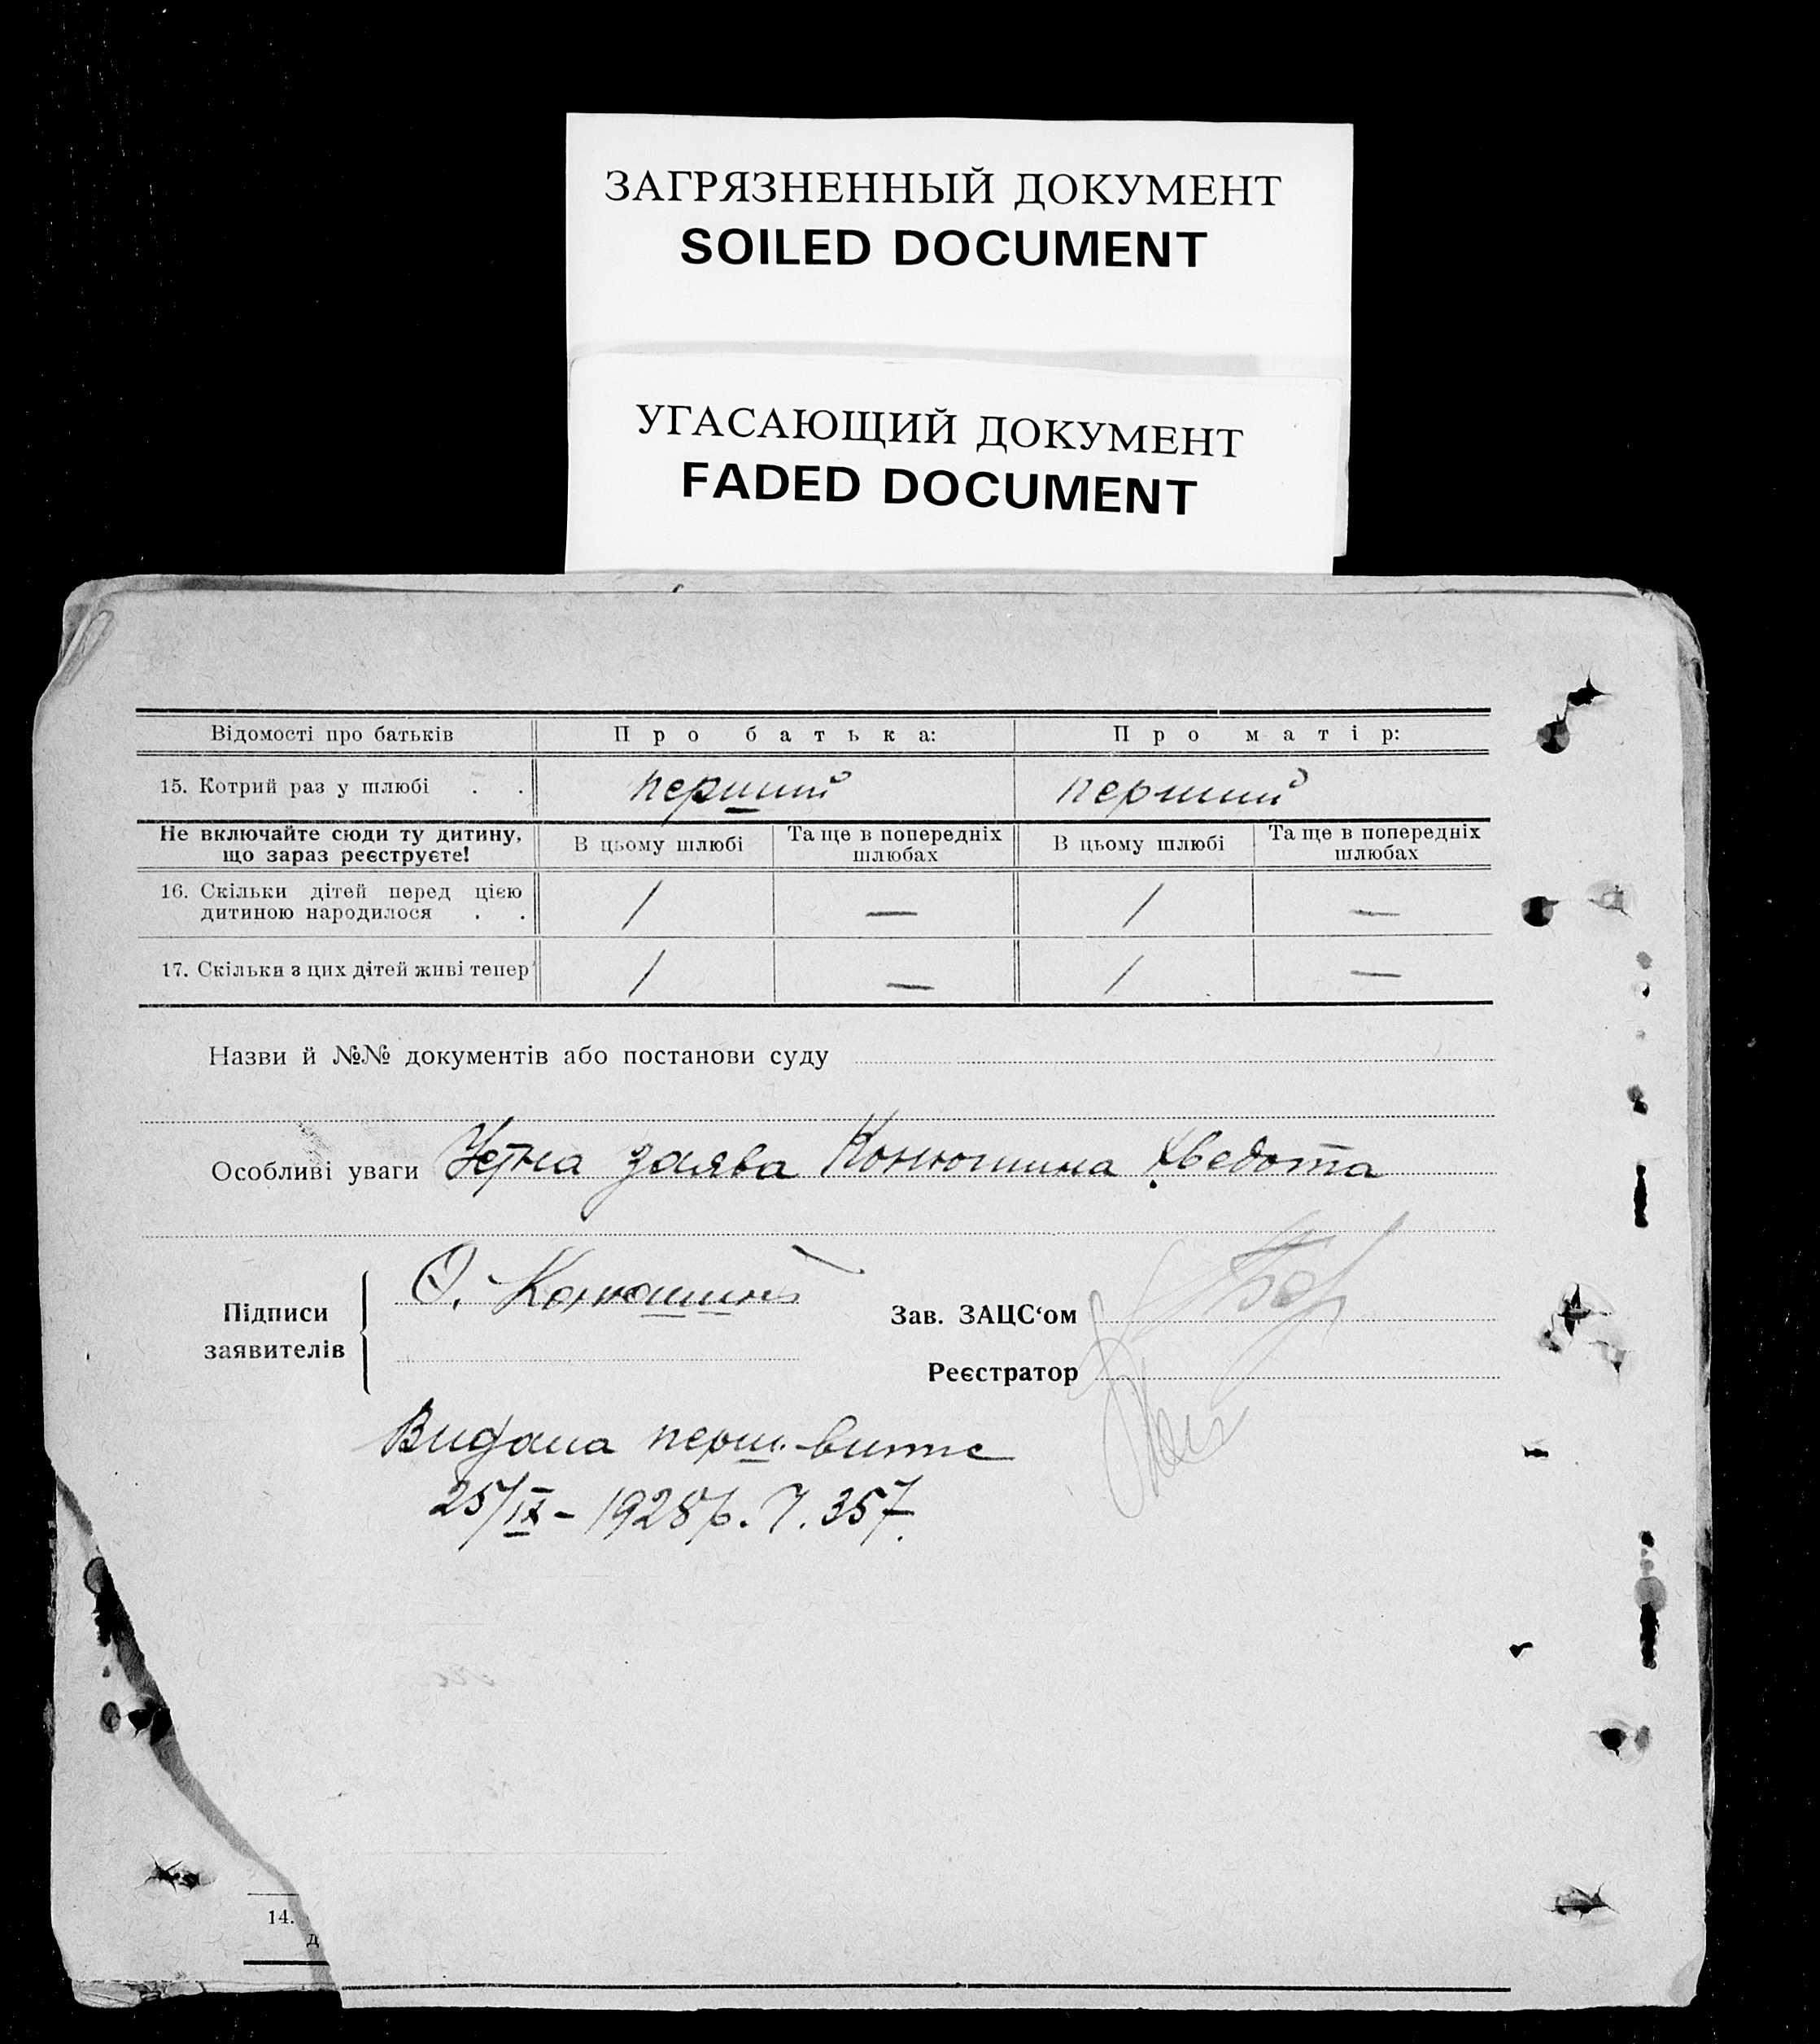 ЗАГРЯЗНЕННЫЙ ДОКУМЕНТ
SOILED DOCUMENT
УГАСАЮЩИЙ ДОКУМЕНТ
FADED DOCUMENT
Відомості про батьків Про батька: Про матір:
15. Котрий раз у шлюбі . . перший перший
Не включайте сюди ту дитину, що зараз реєструєте! В цьому шлюбі Та ще в попередніх шлюбах В цьому шлюбі Та ще в попередніх шлюбах
16. Скільки дітей перед цією дитиною народилося . . 1 — 1 —
17. Скільки з цих дітей живі тепер 1 — 1 —
Назви й №№ документів або постанови суду
Особливі уваги Устна заява Конюшина Хведота
Підписи заявителів
Ѳ. Конюшинъ
Зав. ЗАЦС‘ом
Реєстратор
Видана перш. витс
25/IX - 1928 р. Ч. 357.
14.
д